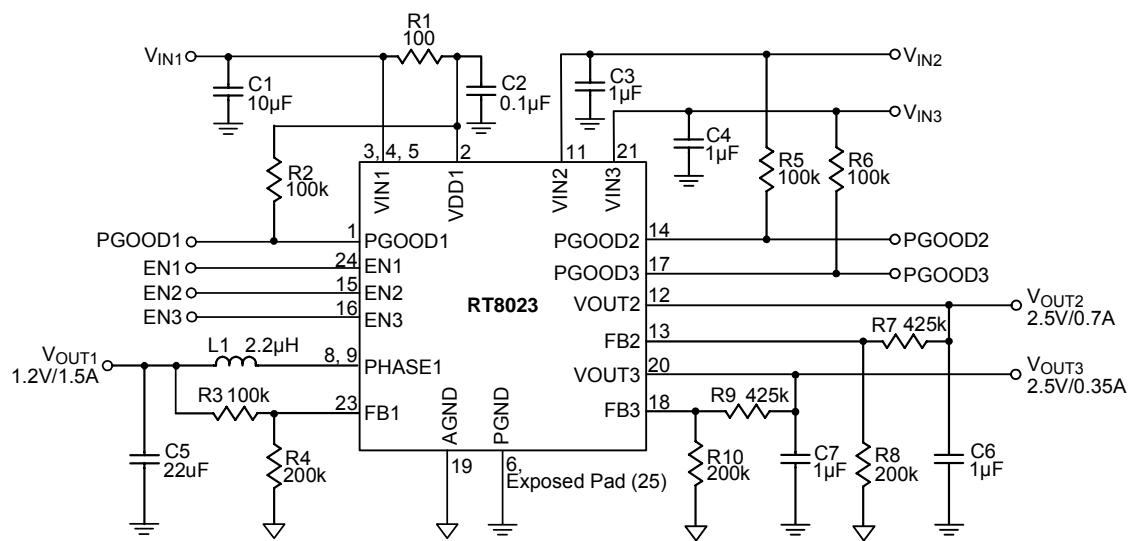 R1
100
VIN1
C1
10µF
C2
0.1µF
C3
1µF
VIN2
VIN3
C4
1µF
R2
100k
R5
100k
R6
100k
3, 4, 5
2
11
21
VIN1
VDD1
VIN2
VIN3
PGOOD1
1
PGOOD1
EN1
24
EN1
EN2
15
EN2
EN3
16
EN3
RT8023
PGOOD2
14
PGOOD2
PGOOD3
17
PGOOD3
VOUT2
12
VOUT2
2.5V/0.7A
FB2
13
R7 425k
VOUT3
20
VOUT3
2.5V/0.35A
FB3
18
R9 425k
VOUT1
1.2V/1.5A
L1 2.2µH
8, 9
PHASE1
R3 100k
23
FB1
C5
22uF
R4
200k
AGND
PGND
19
6,
Exposed Pad (25)
R10
200k
C7
1µF
R8
200k
C6
1µF